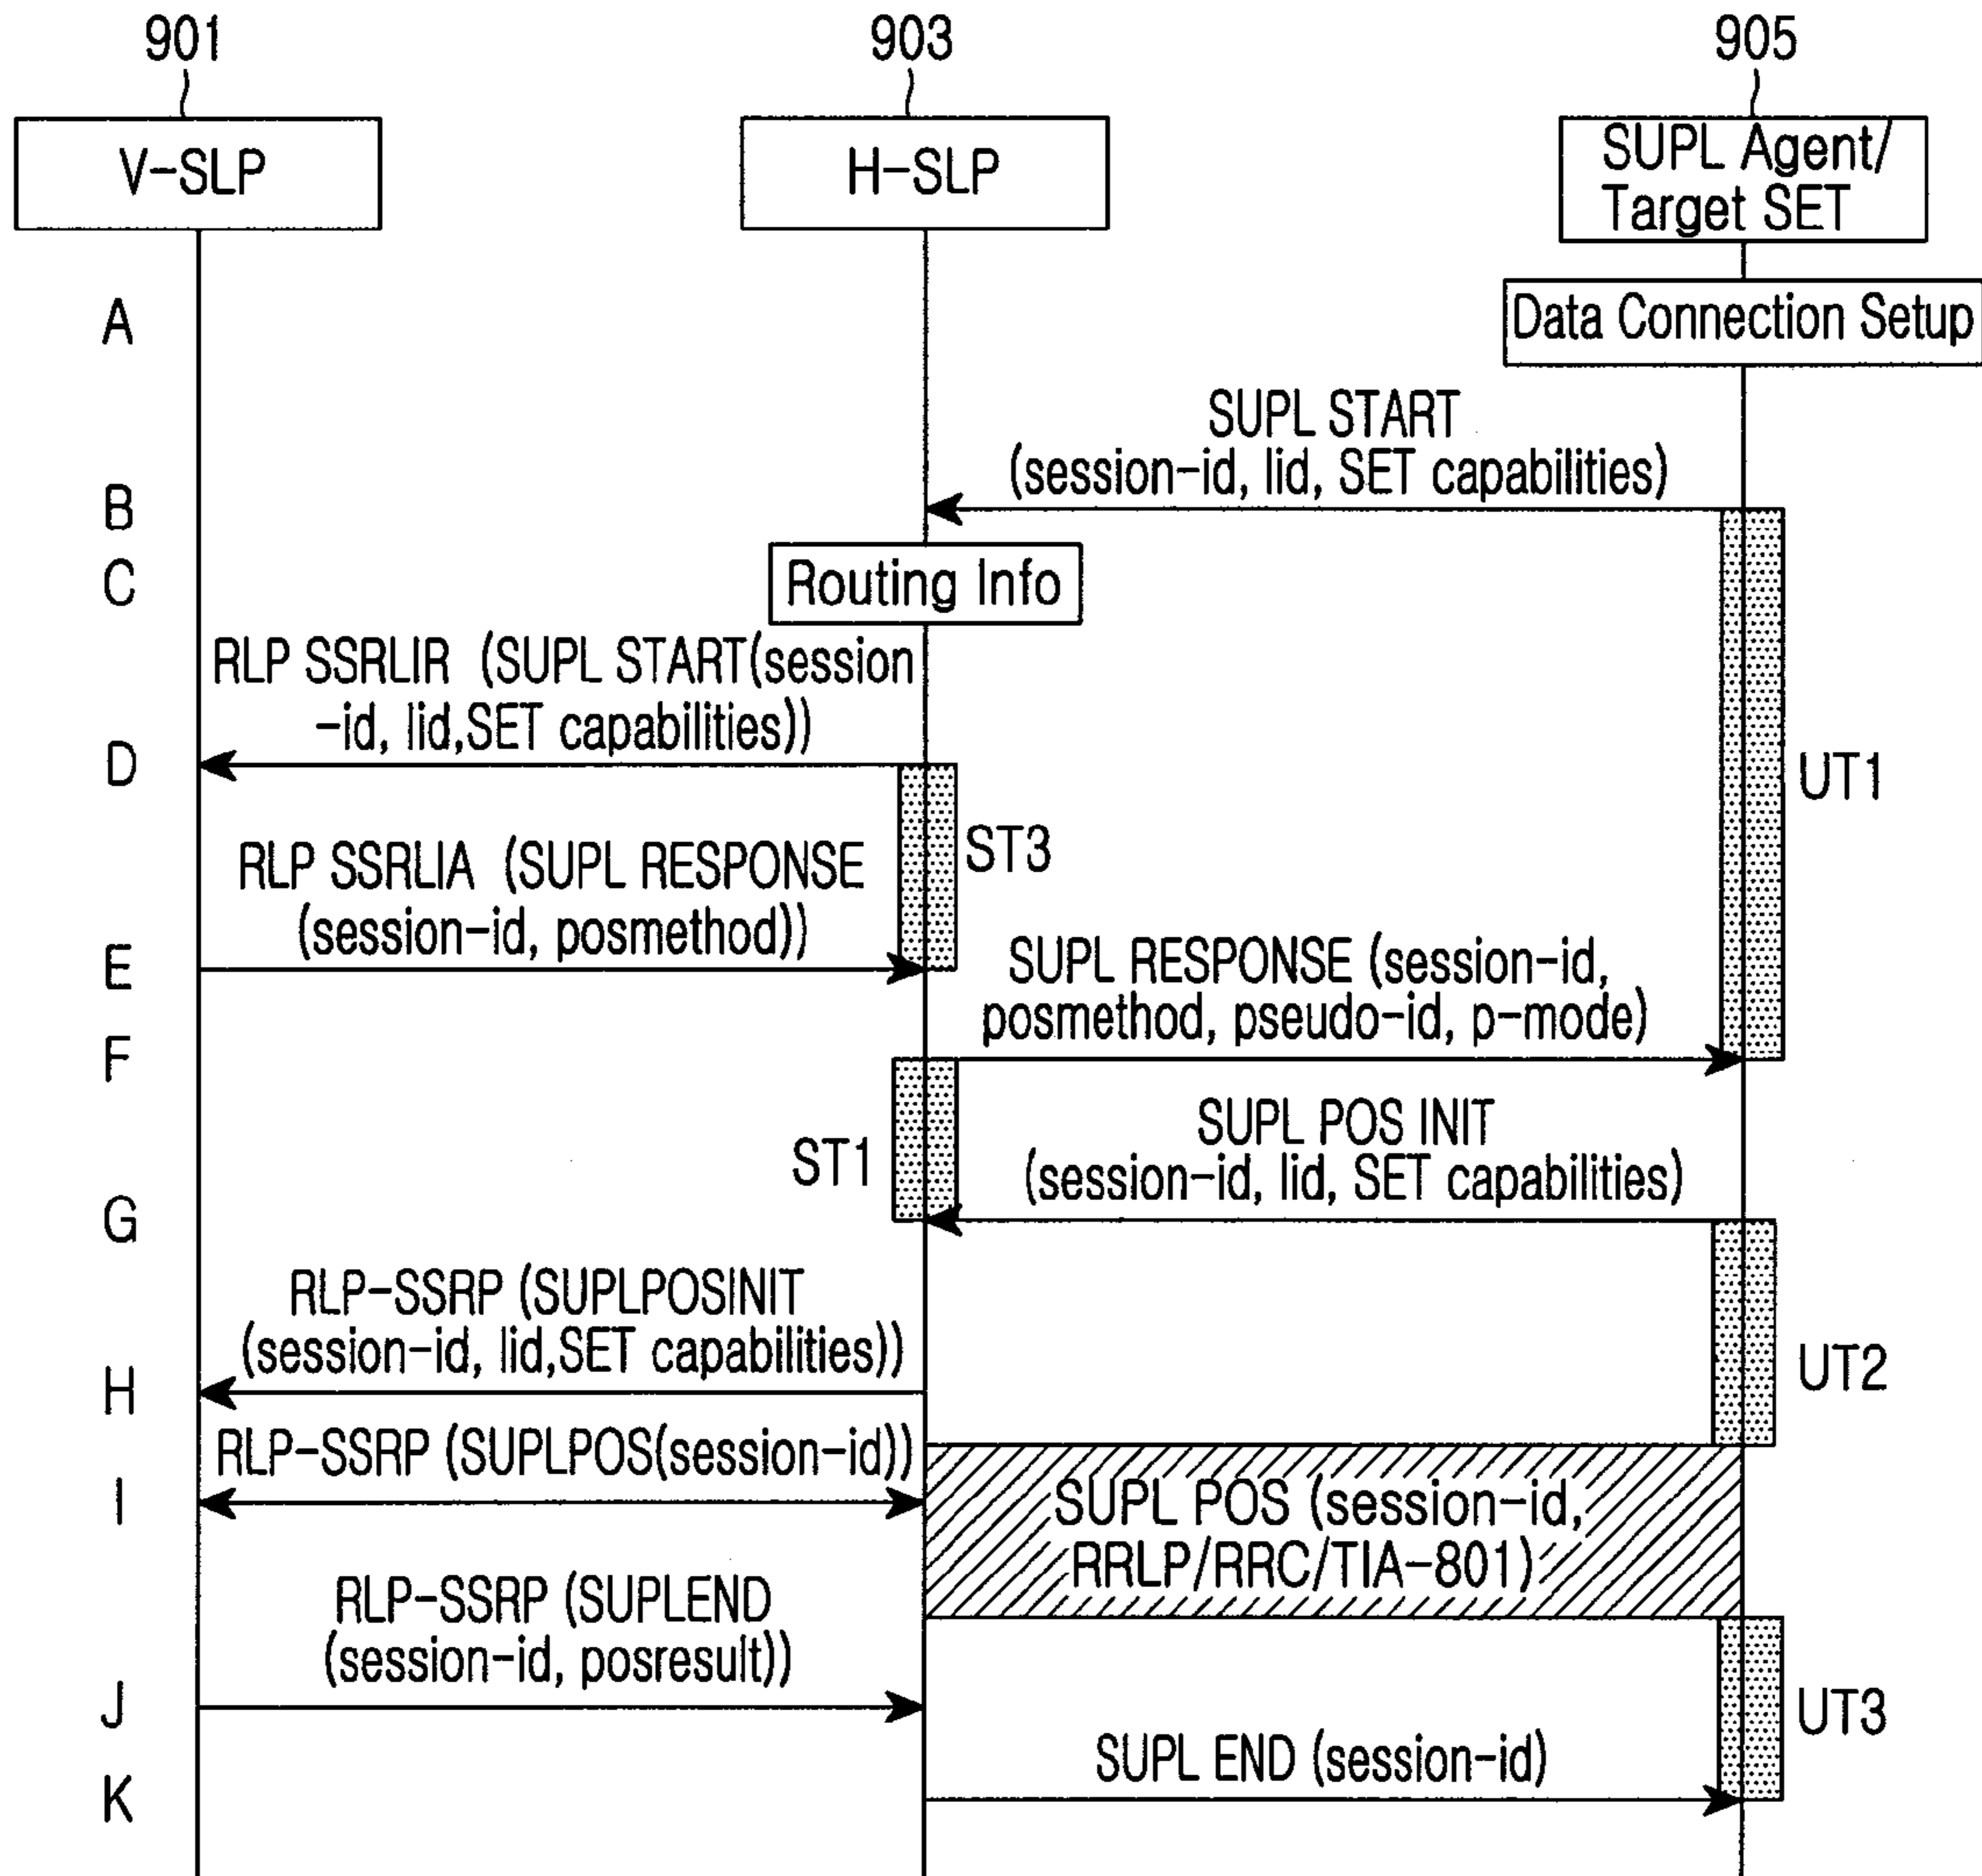 901
903
905
V-SLP
H-SLP
SUPL Agent/
Target SET
A
Data Connection Setup
SUPL START
(session-id, lid, SET capabilities)
B
C
Routing Info
RLP SSRLIR (SUPL START(session
-id, lid,SET capabilities))
D
UT1
ST3
RLP SSRLIA (SUPL RESPONSE
(session-id, posmethod))
E
SUPL RESPONSE (session-id,
posmethod, pseudo-id, p-mode)
F
SUPL POS INIT
(session-id, lid, SET capabilities)
ST1
G
RLP-SSRP (SUPLPOSINIT
(session-id, lid,SET capabilities))
H
UT2
RLP-SSRP (SUPLPOS(session-id))
I
SUPL POS (session-id,
RRLP/RRC/TIA-801)
RLP-SSRP (SUPLEND
(session-id, posresult))
J
UT3
SUPL END (session-id)
K